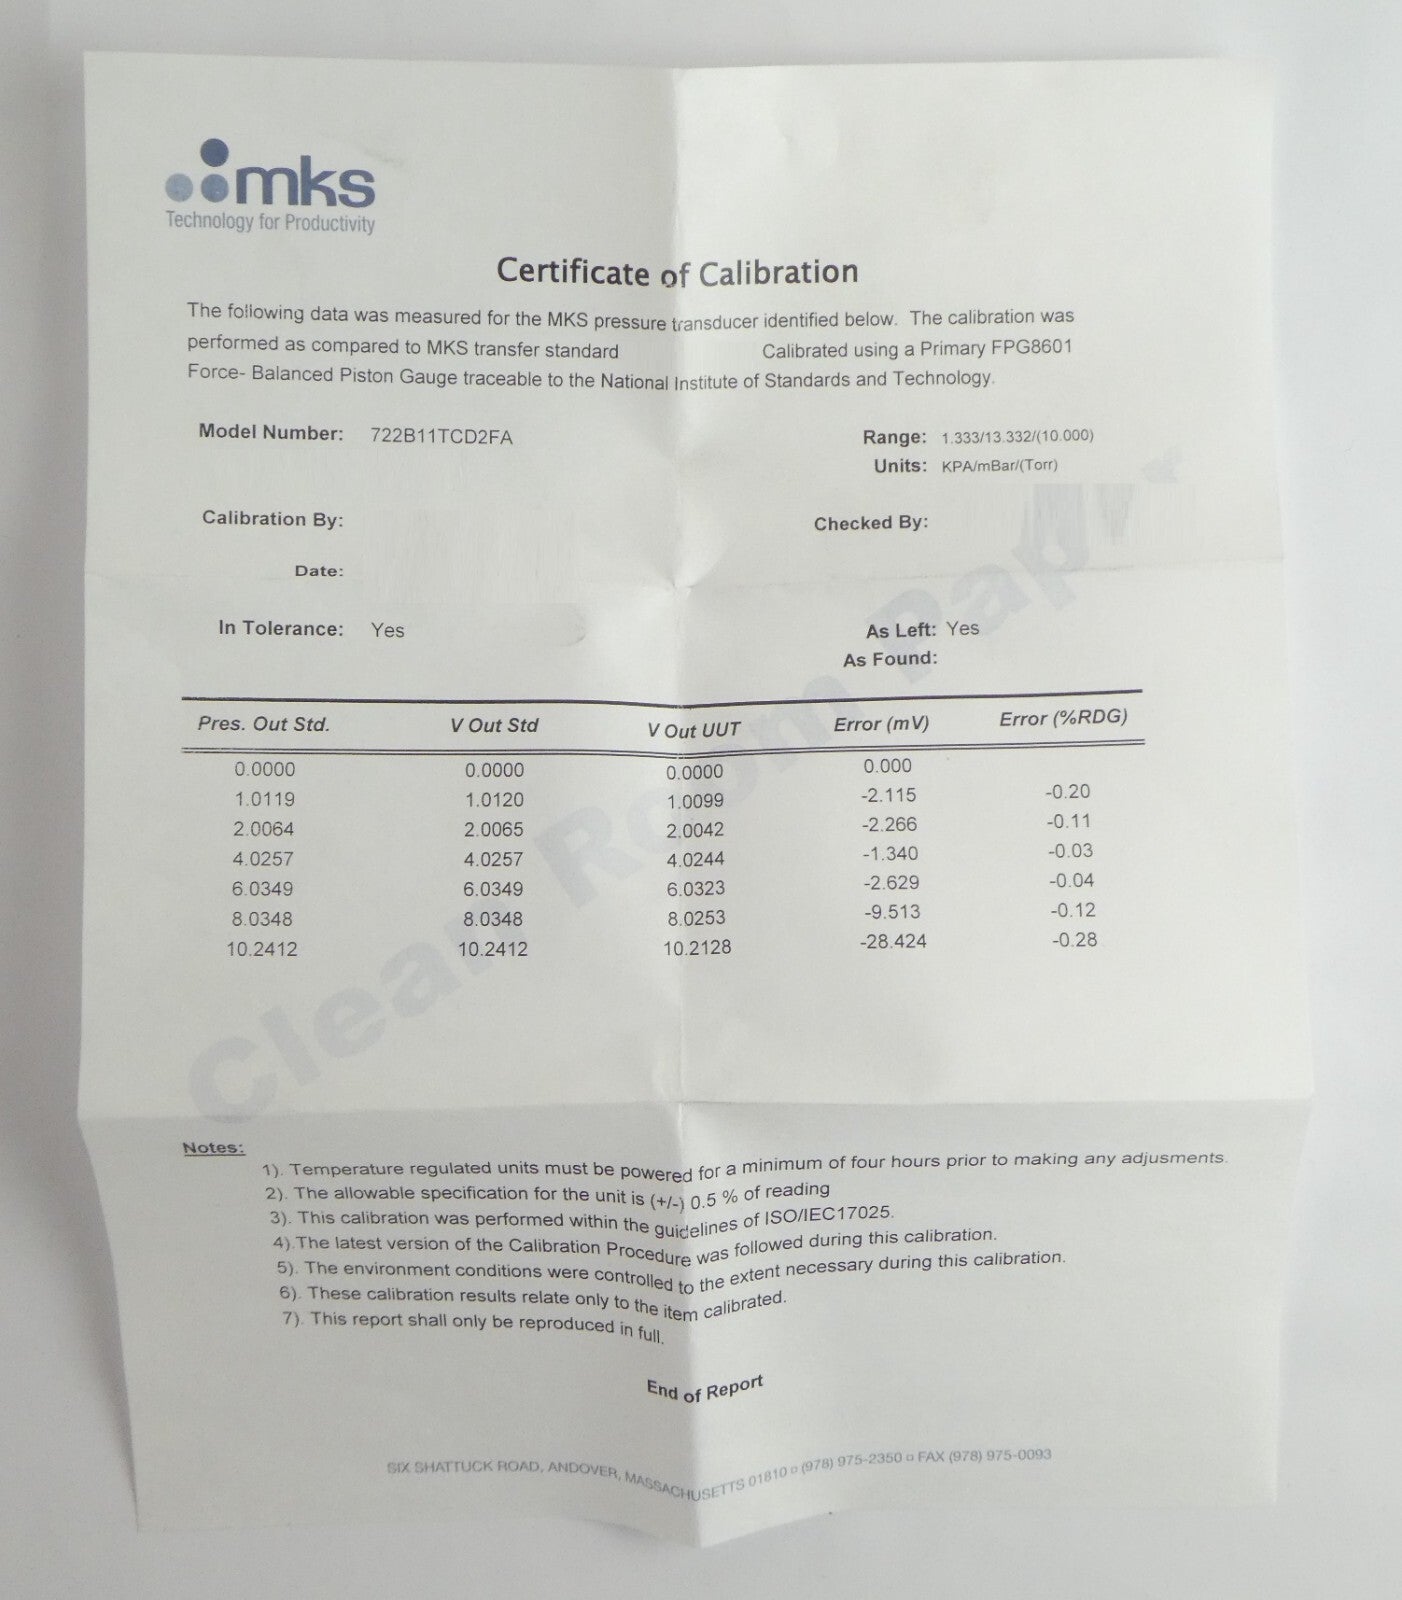 mks
Technology for Productivity
Certificate of Calibration
The following data was measured for the MKS pressure transducer identified below. The calibration was
performed as compared to MKS transfer standard Calibrated using a Primary FPG8601
Force- Balanced Piston Gauge traceable to the National Institute of Standards and Technology.
Model Number: 722B11TCD2FA Range: 1.333/13.332/(10.000)
Units: KPA/mBar/(Torr)
Calibration By: Checked By:
Date:
In Tolerance: Yes As Left: Yes
As Found:
Pres. Out Std. V Out Std V Out UUT Error (mV) Error (%RDG)
0.0000 0.0000 0.0000 0.000
1.0119 1.0120 1.0099 -2.115 -0.20
2.0064 2.0065 2.0042 -2.266 -0.11
4.0257 4.0257 4.0244 -1.340 -0.03
6.0349 6.0349 6.0323 -2.629 -0.04
8.0348 8.0348 8.0253 -9.513 -0.12
10.2412 10.2412 10.2128 -28.424 -0.28
Clean Room Paper
Notes:
1). Temperature regulated units must be powered for a minimum of four hours prior to making any adjusments.
2). The allowable specification for the unit is (+/-) 0.5 % of reading
3). This calibration was performed within the guidelines of ISO/IEC17025.
4).The latest version of the Calibration Procedure was followed during this calibration.
5). The environment conditions were controlled to the extent necessary during this calibration.
6). These calibration results relate only to the item calibrated.
7). This report shall only be reproduced in full.
End of Report
SIX SHATTUCK ROAD, ANDOVER, MASSACHUSETTS 01810 ▫ (978) 975-2350 ▫ FAX (978) 975-0093